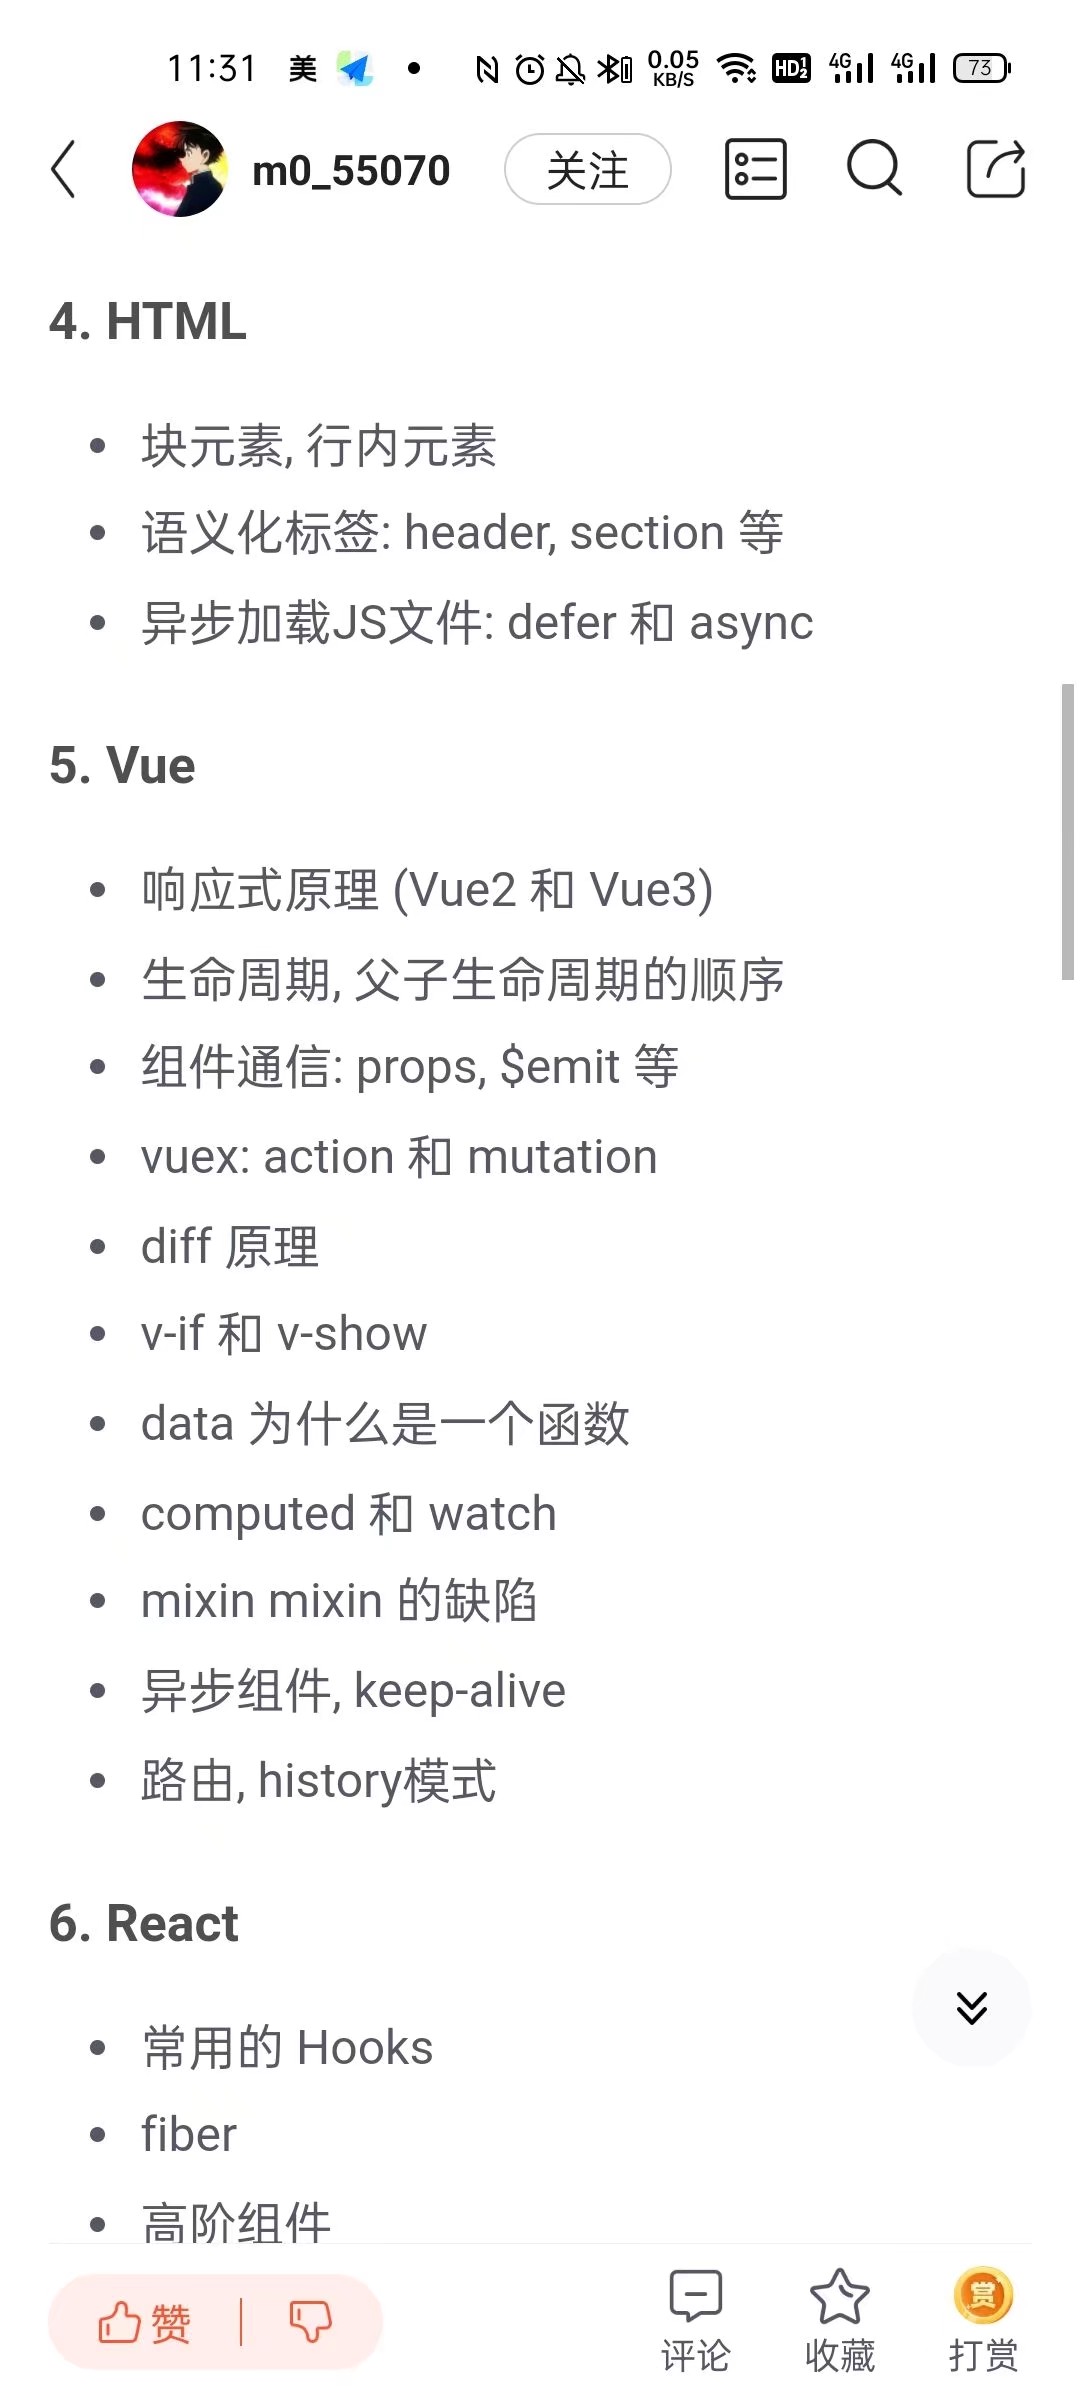 11:31 美 0.05 KB/S HD 1 2 4G 4G 73
m0_55070 关注
4. HTML
块元素, 行内元素
语义化标签: header, section 等
异步加载JS文件: defer 和 async
5. Vue
响应式原理 (Vue2 和 Vue3)
生命周期, 父子生命周期的顺序
组件通信: props, $emit 等
vuex: action 和 mutation
diff 原理
v-if 和 v-show
data 为什么是一个函数
computed 和 watch
mixin mixin 的缺陷
异步组件, keep-alive
路由, history模式
6. React
常用的 Hooks
fiber
高阶组件
赞 评论 收藏 赏 打赏